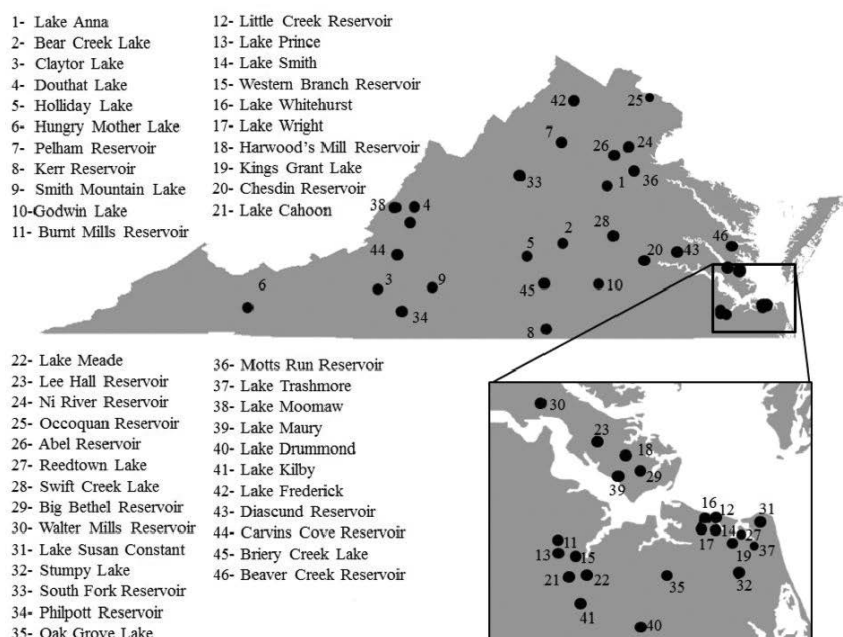 1- Lake Anna
2- Bear Creek Lake
3- Claytor Lake
4- Douthat Lake
5- Holliday Lake
6- Hungry Mother Lake
7- Pelham Reservoir
8- Kerr Reservoir
9- Smith Mountain Lake
10-Godwin Lake
11- Burnt Mills Reservoir
12- Little Creek Reservoir
13- Lake Prince
14- Lake Smith
15- Western Branch Reservoir
16- Lake Whitehurst
17- Lake Wright
18- Harwood's Mill Reservoir
19- Kings Grant Lake
20- Chesdin Reservoir
21- Lake Cahoon
42
25
7
26
24
33
1
36
38
4
28
2
46
44
5
20
43
6
3
9
45
10
34
8
22- Lake Meade
23- Lee Hall Reservoir
24- Ni River Reservoir
25- Occoquan Reservoir
26- Abel Reservoir
27- Reedtown Lake
28- Swift Creek Lake
29- Big Bethel Reservoir
30- Walter Mills Reservoir
31- Lake Susan Constant
32- Stumpy Lake
33- South Fork Reservoir
34- Philpott Reservoir
35- Oak Grove Lake
36- Motts Run Reservoir
37- Lake Trashmore
38- Lake Moomaw
39- Lake Maury
40- Lake Drummond
41- Lake Kilby
42- Lake Frederick
43- Diascund Reservoir
44- Carvins Cove Reservoir
45- Briery Creek Lake
46- Beaver Creek Reservoir
30
23
18
39
29
16
12
31
17
14
27
11
13
15
19
37
21
22
35
32
41
40